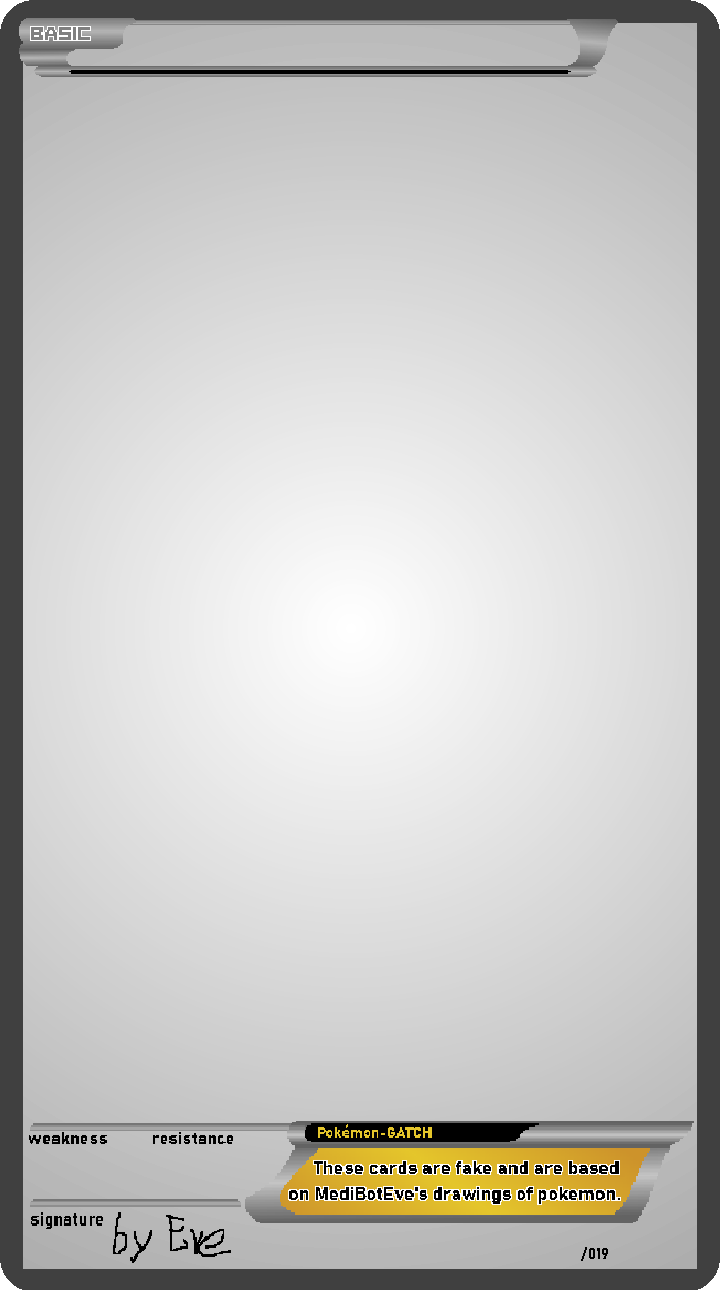 BASIC
weakness resistance
Pokémon-GATCH
These cards are fake and are based
on MediBotEve's drawings of pokemon.
signature by Eve
/019